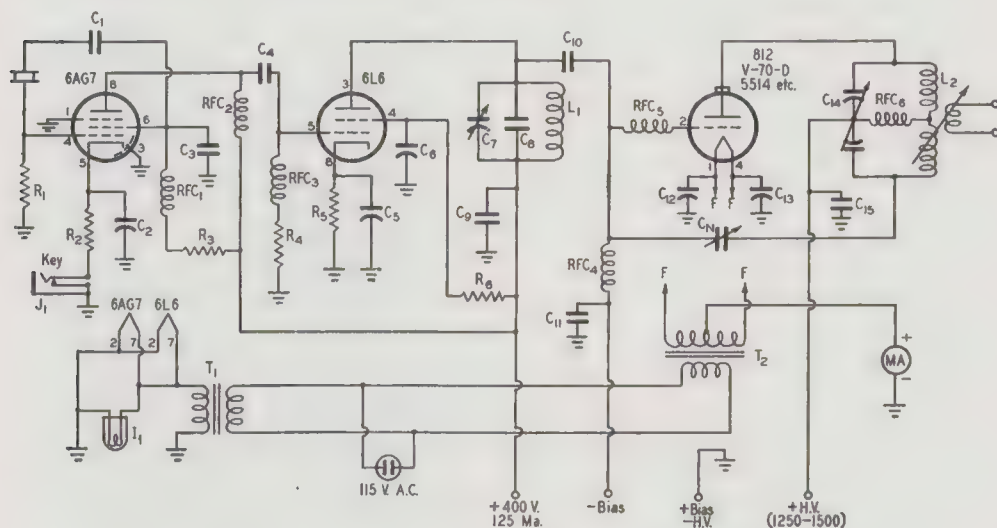 C1
6AG7
8
1
4
6
3
5
R1
R2
C2
C3
RFC1
R3
Key
J1
C4
RFC2
RFC3
R4
6L6
3
5
4
8
R5
C5
C6
R6
C7
C8
C9
L1
C10
RFC5
RFC4
C11
812
V-70-D
5514 etc.
2
1
4
F
F
C12
C13
CN
C14
RFC6
L2
C15
6AG7
6L6
2
7
2
7
I1
T1
115 V. A.C.
F
F
T2
+
MA
−
+400 V.
125 Ma.
−Bias
+Bias
−H.V.
+H.V.
(1250-1500)